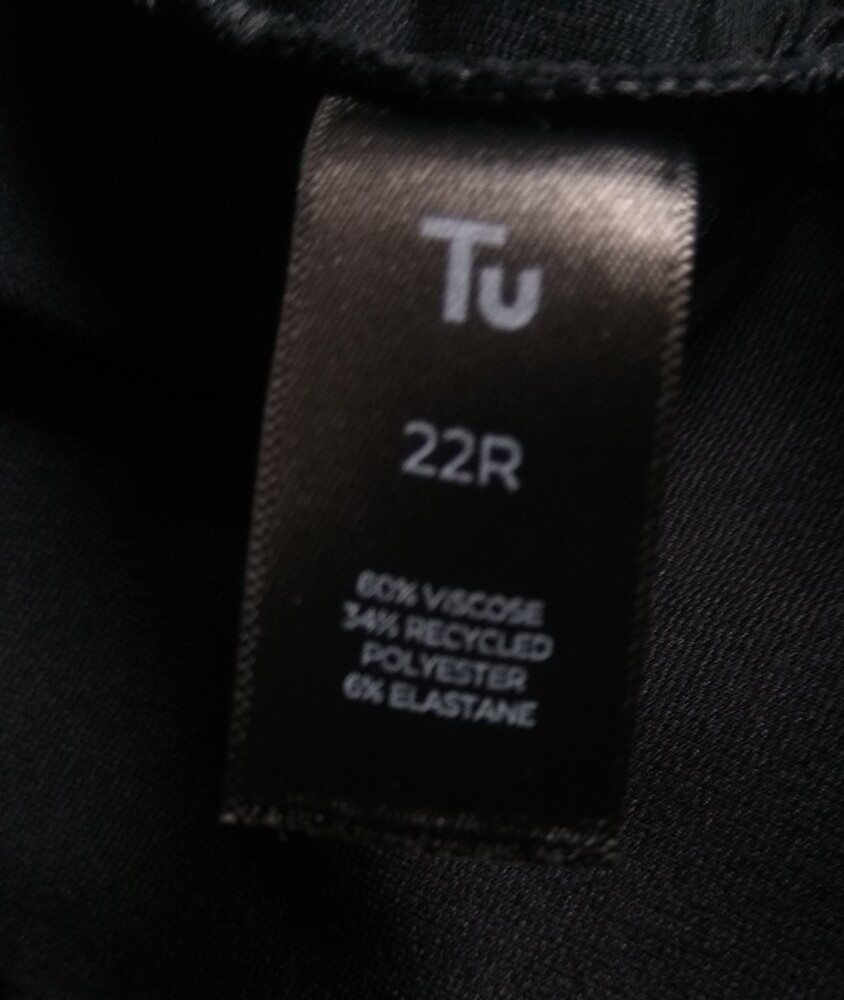 Tu
22R
60% VISCOSE
34% RECYCLED
POLYESTER
6% ELASTANE